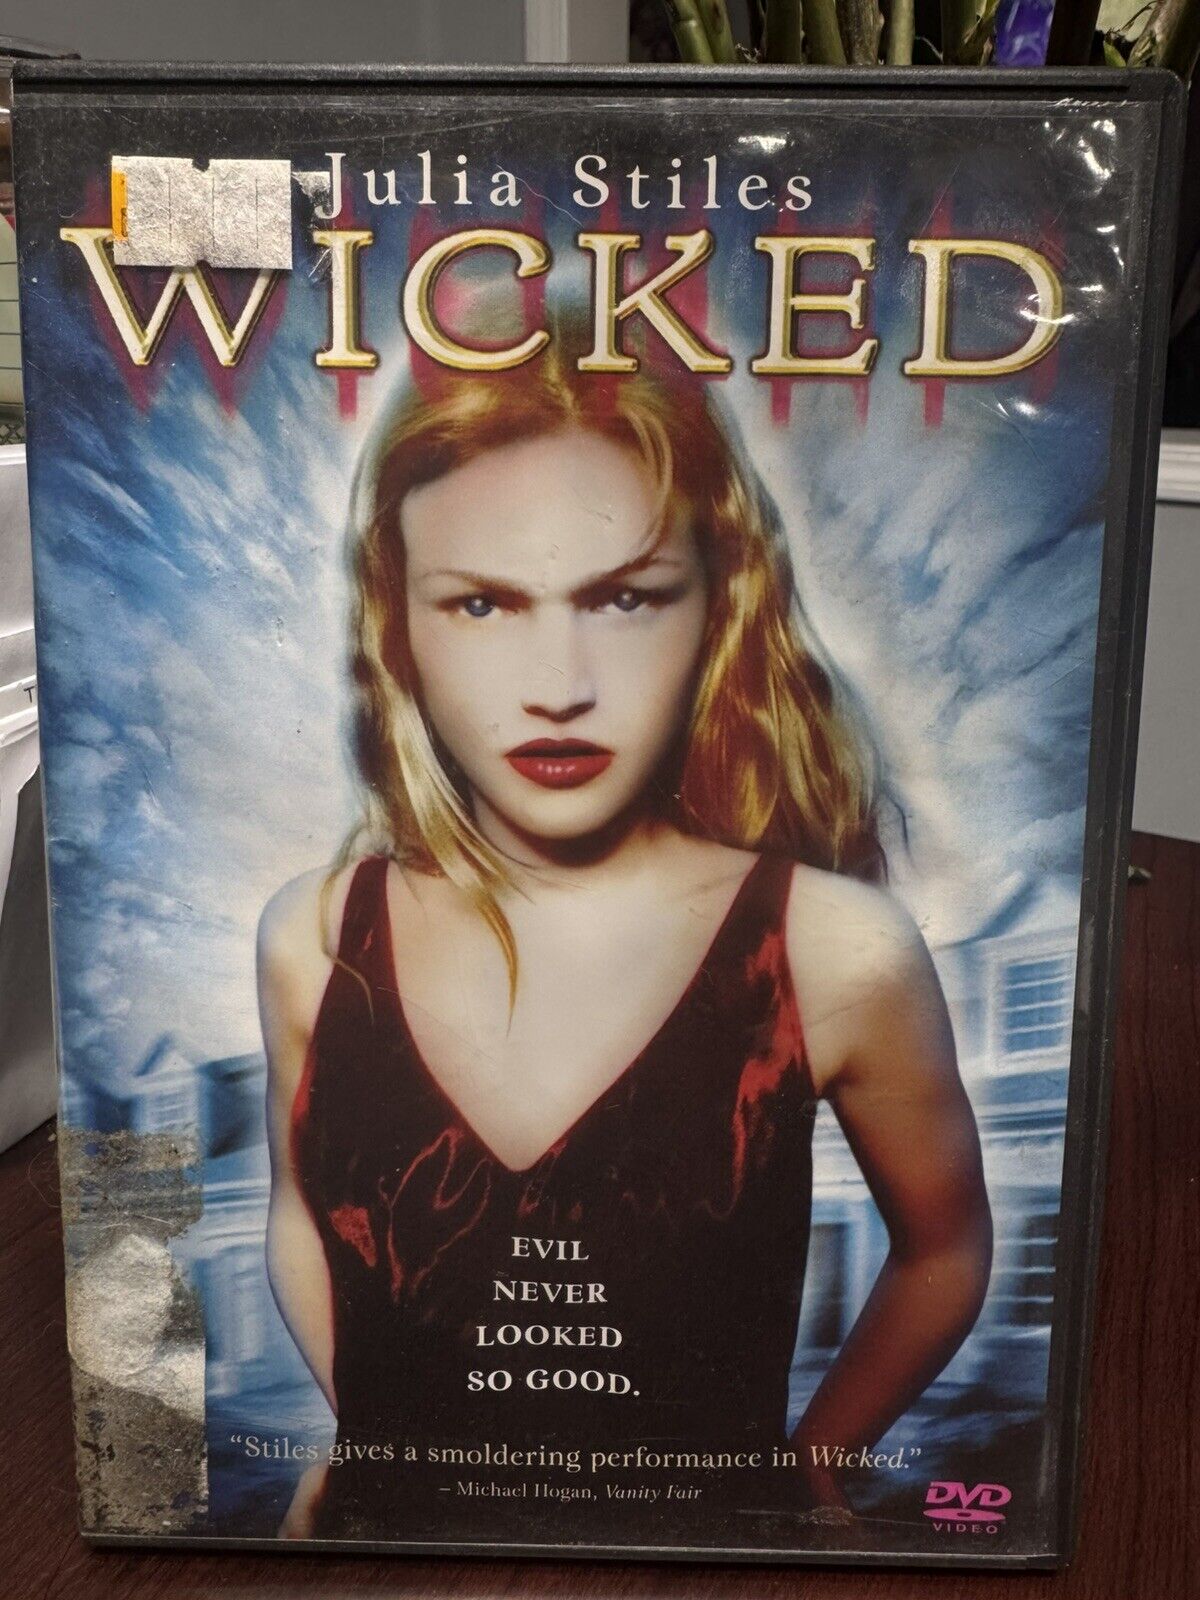 Julia Stiles
WICKED
EVIL
NEVER
LOOKED
SO GOOD.
“Stiles gives a smoldering performance in Wicked.”
– Michael Hogan, Vanity Fair
DVD
VIDEO
T